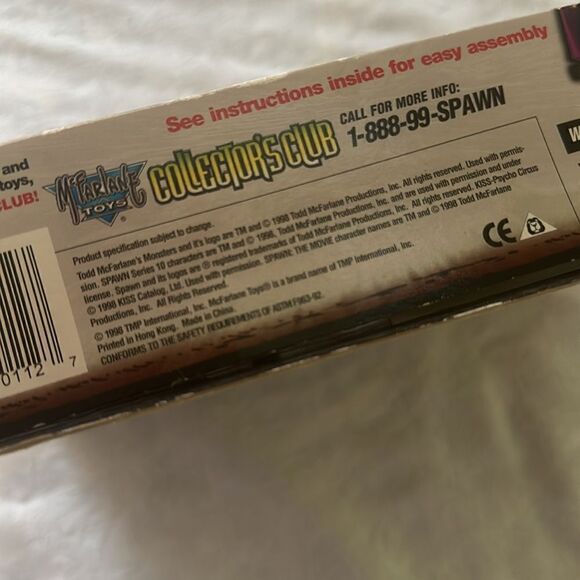 See instructions inside for easy assembly
and
toys,
CLUB!
McFARLANE
TOYS®
COllECTOR'S ClUB
CALL FOR MORE INFO:
1-888-99-SPAWN
W
Product specification subject to change.
Todd McFarlane's Monsters and it's logo are TM and © 1998 Todd McFarlane Productions, Inc. All rights reserved. Used with permis-
sion. SPAWN Series 10 characters are TM and © 1998, Todd McFarlane Productions, Inc. and are used with permission and under
license. Spawn and its logos are ® registered trademarks of Todd McFarlane Productions, Inc. All rights reserved. KISS-Psycho Circus
© 1998 KISS Catalog, Ltd. Used with permission. SPAWN: THE MOVIE character names are TM and © Todd McFarlane
Productions, Inc. All Rights Reserved.
© 1998 TMP International, Inc. McFarlane Toys® is a brand name of TMP International, Inc.
Printed in Hong Kong. Made in China.
CONFORMS TO THE SAFETY REQUIREMENTS OF ASTM F963-92.
CE
0112 7